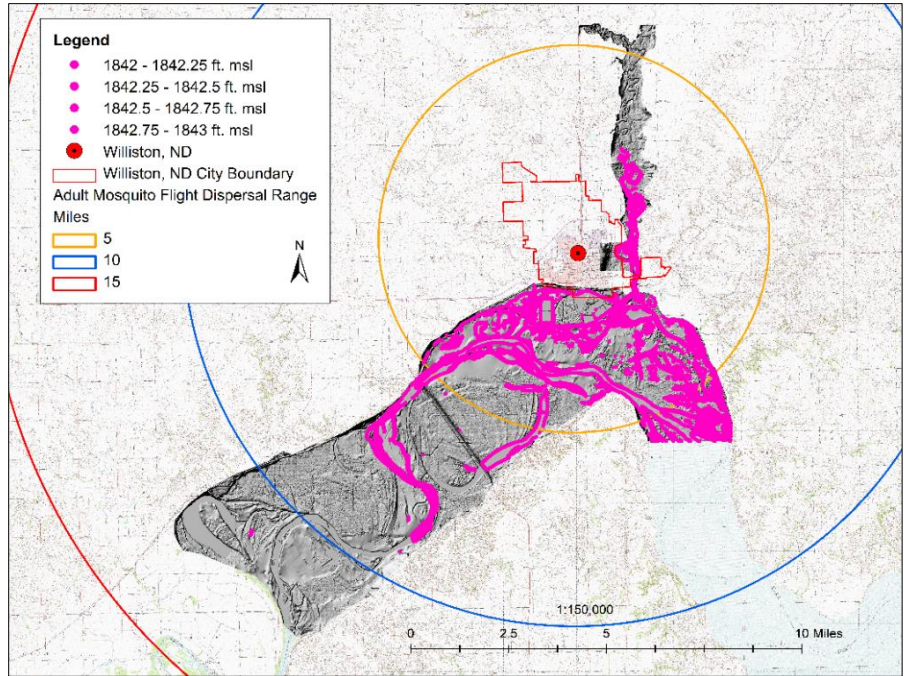 Legend
1842 - 1842.25 ft. msl
1842.25 - 1842.5 ft. msl
1842.5 - 1842.75 ft. msl
1842.75 - 1843 ft. msl
Williston, ND
Williston, ND City Boundary
Adult Mosquito Flight Dispersal Range
Miles
5
10
15
N
1:150,000
0 2.5 5 10 Miles